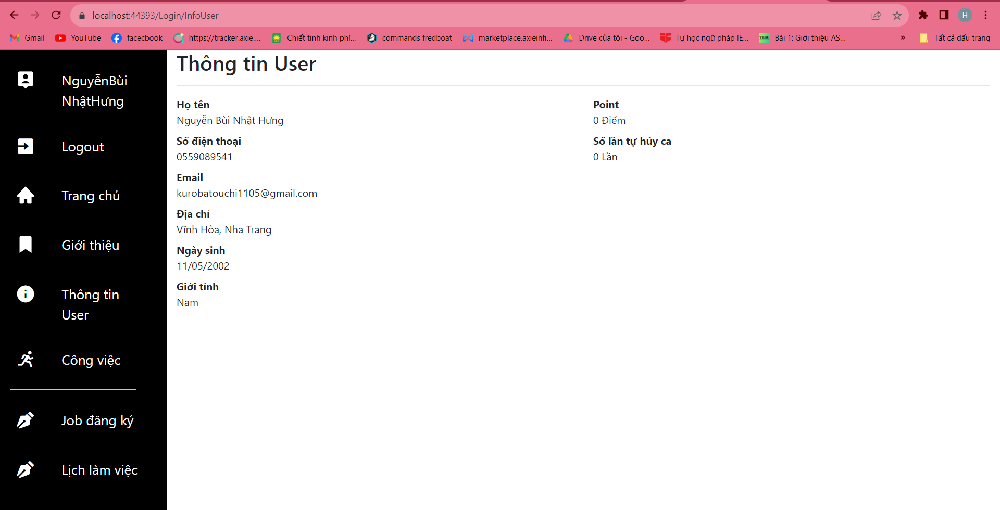 localhost:44393/Login/InfoUser
H
Gmail YouTube facecbook https://tracker.axie.... Chiết tính kinh phí... commands fredboat marketplace.axieinfi... Drive của tôi - Goo... Tự học ngữ pháp IE... Bài 1: Giới thiệu AS... » Tất cả dấu trang
NguyễnBùi
NhậtHưng
Logout
Trang chủ
Giới thiệu
Thông tin
User
Công việc
Job đăng ký
Lịch làm việc
Thông tin User
Họ tên
Nguyễn Bùi Nhật Hưng
Số điện thoại
0559089541
Email
kurobatouchi1105@gmail.com
Địa chỉ
Vĩnh Hòa, Nha Trang
Ngày sinh
11/05/2002
Giới tính
Nam
Point
0 Điểm
Số lần tự hủy ca
0 Lần